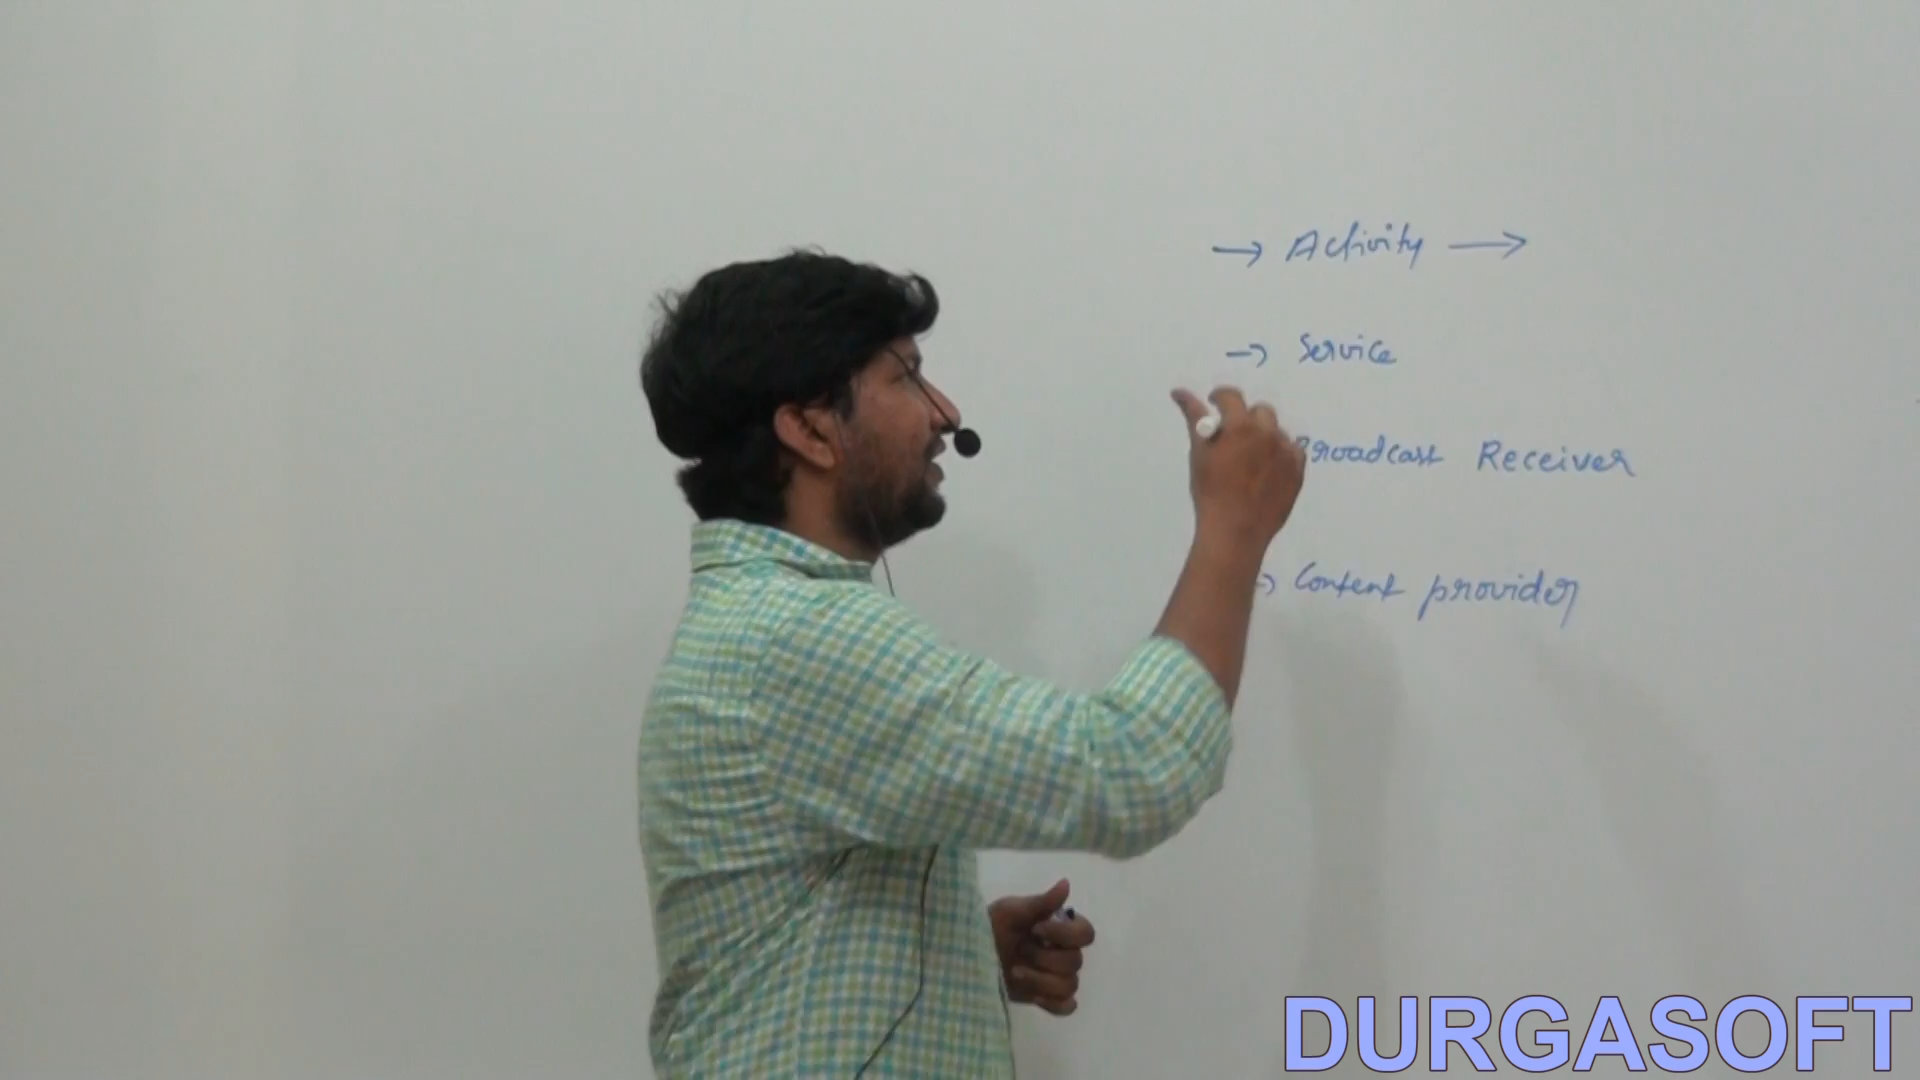 → Activity →
→ Service
Broadcast Receiver
→ Content provider
DURGASOFT